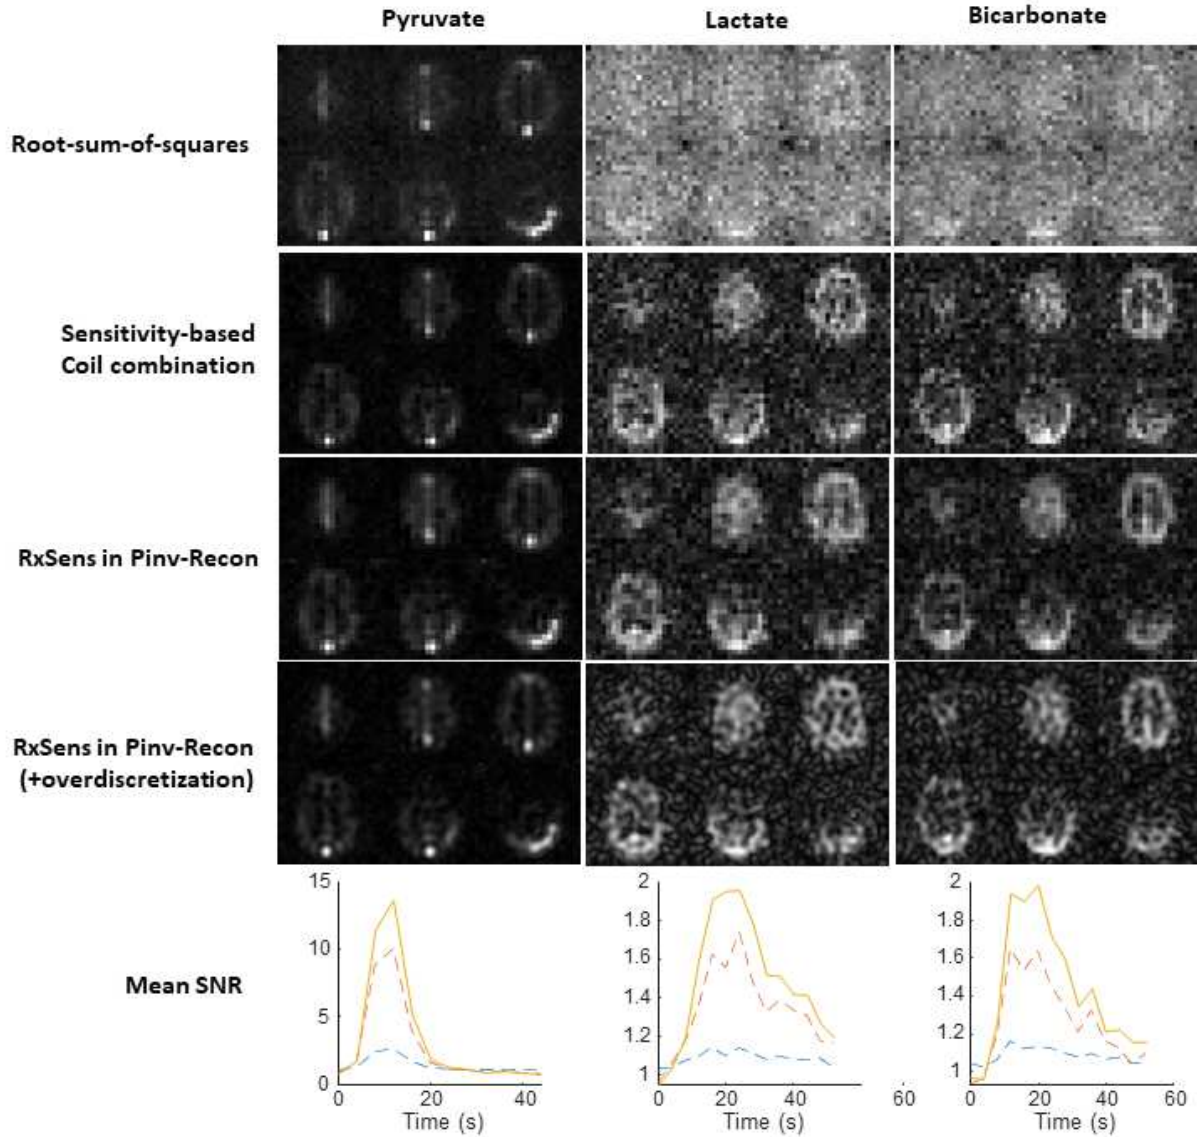 Pyruvate Lactate Bicarbonate
Root-sum-of-squares
Sensitivity-based
Coil combination
RxSens in Pinv-Recon
RxSens in Pinv-Recon
(+overdiscretization)
Mean SNR
15
10
5
0
0 20 40
Time (s)
2
1.8
1.6
1.4
1.2
1
0 20 40 60
Time (s)
2
1.8
1.6
1.4
1.2
1
0 20 40 60
Time (s)